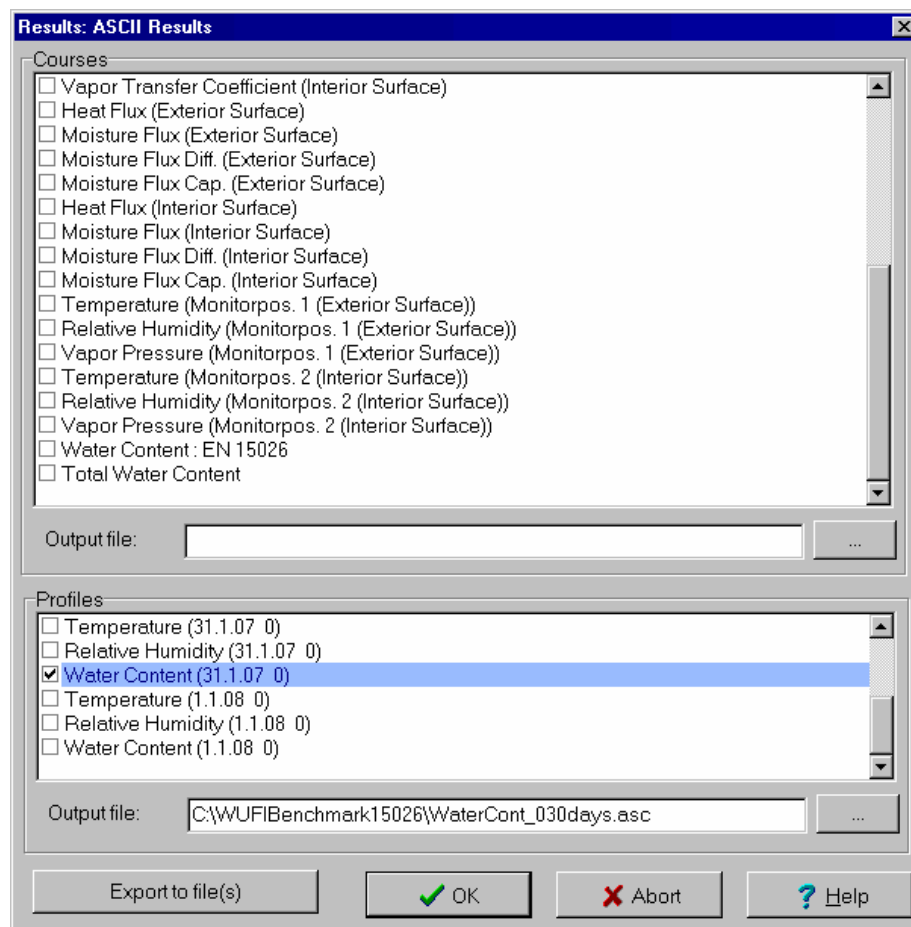 Results: ASCII Results
Courses
Vapor Transfer Coefficient (Interior Surface)
Heat Flux (Exterior Surface)
Moisture Flux (Exterior Surface)
Moisture Flux Diff. (Exterior Surface)
Moisture Flux Cap. (Exterior Surface)
Heat Flux (Interior Surface)
Moisture Flux (Interior Surface)
Moisture Flux Diff. (Interior Surface)
Moisture Flux Cap. (Interior Surface)
Temperature (Monitorpos. 1 (Exterior Surface))
Relative Humidity (Monitorpos. 1 (Exterior Surface))
Vapor Pressure (Monitorpos. 1 (Exterior Surface))
Temperature (Monitorpos. 2 (Interior Surface))
Relative Humidity (Monitorpos. 2 (Interior Surface))
Vapor Pressure (Monitorpos. 2 (Interior Surface))
Water Content : EN 15026
Total Water Content
Output file:
...
Profiles
Temperature (31.1.07 0)
Relative Humidity (31.1.07 0)
Water Content (31.1.07 0)
Temperature (1.1.08 0)
Relative Humidity (1.1.08 0)
Water Content (1.1.08 0)
Output file: C:\WUFIBenchmark15026\WaterCont_030days.asc ...
Export to file(s) OK Abort Help